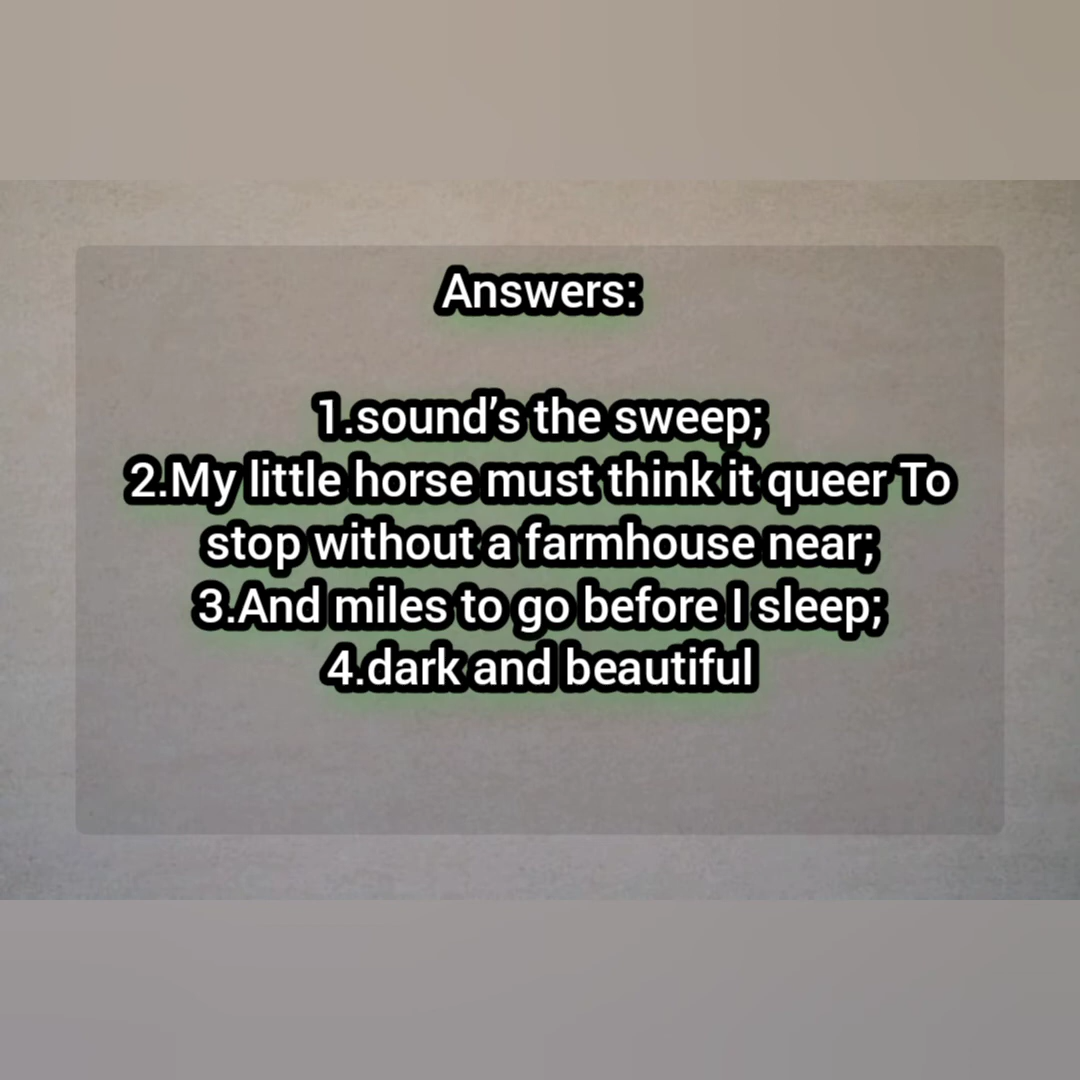 Answers:
1.sound's the sweep;
2.My little horse must think it queer To
stop without a farmhouse near;
3.And miles to go before I sleep;
4.dark and beautiful